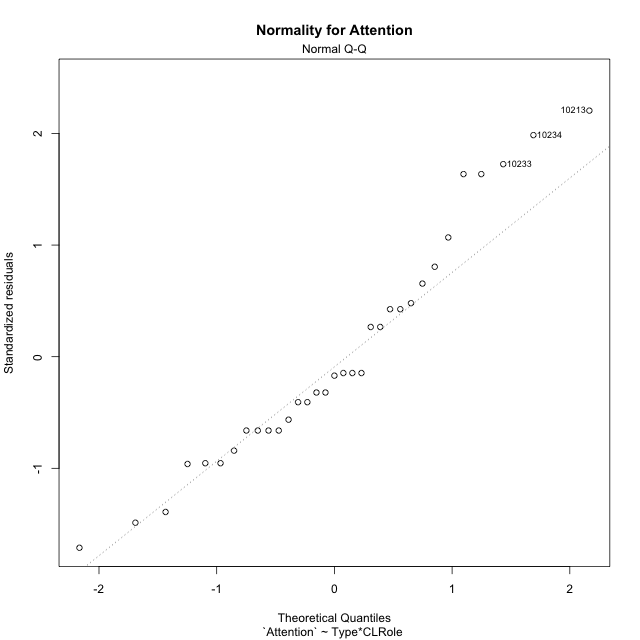 Normality for Attention
Normal Q-Q
10213
10234
10233
2
1
0
-1
Standardized residuals
-2
-1
0
1
2
Theoretical Quantiles
`Attention` ~ Type*CLRole